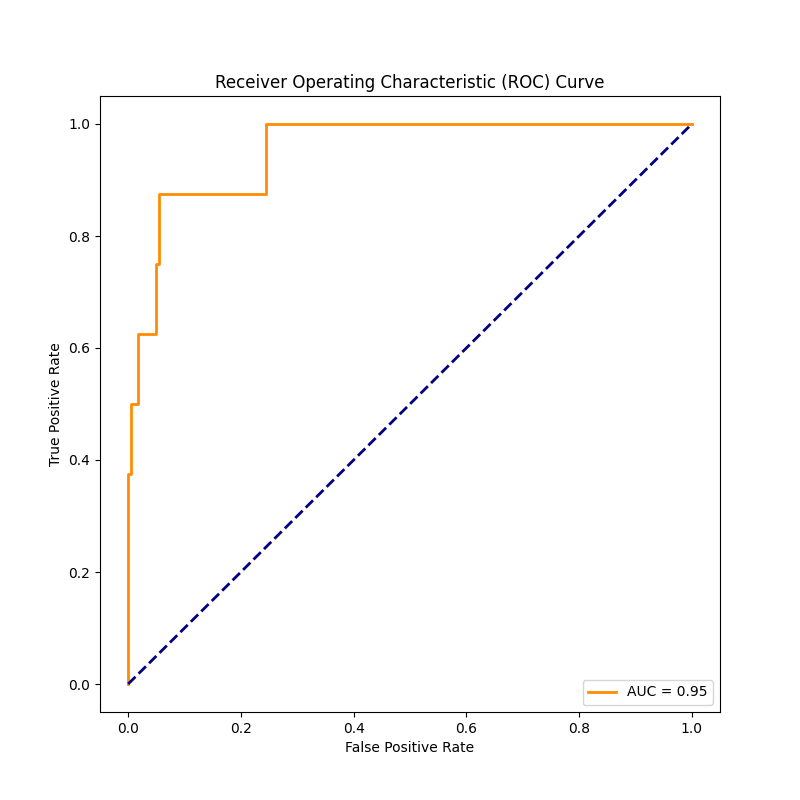 Receiver Operating Characteristic (ROC) Curve
1.0
0.8
0.6
0.4
0.2
0.0
True Positive Rate
0.0 0.2 0.4 0.6 0.8 1.0
False Positive Rate
AUC = 0.95